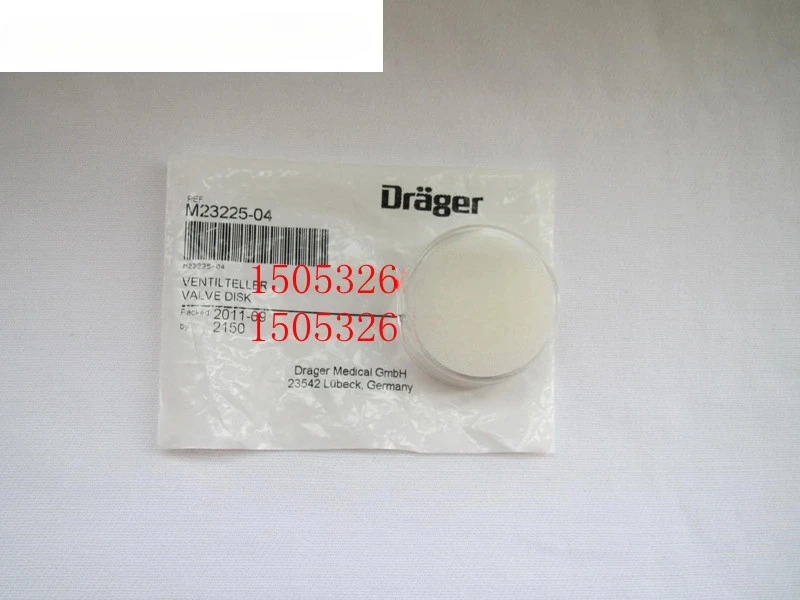 Dräger
REF
M23225-04
M23225-04
1505326
VENTILTELLER
VALVE DISK
Packed: 2011-09
1505326
by 2150
Dräger Medical GmbH
23542 Lübeck, Germany